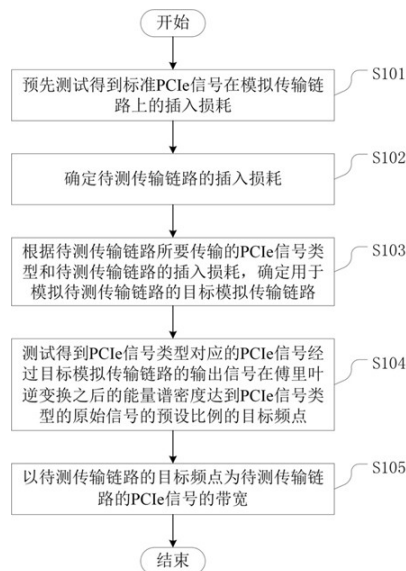 开始
S101
预先测试得到标准PCIe信号在模拟传输链
路上的插入损耗
S102
确定待测传输链路的插入损耗
S103
根据待测传输链路所要传输的PCIe信号类
型和待测传输链路的插入损耗，确定用于
模拟待测传输链路的目标模拟传输链路
S104
测试得到PCIe信号类型对应的PCIe信号经
过目标模拟传输链路的输出信号在傅里叶
逆变换之后的能量谱密度达到PCIe信号类
型的原始信号的预设比例的目标频点
S105
以待测传输链路的目标频点为待测传输链
路的PCIe信号的带宽
结束